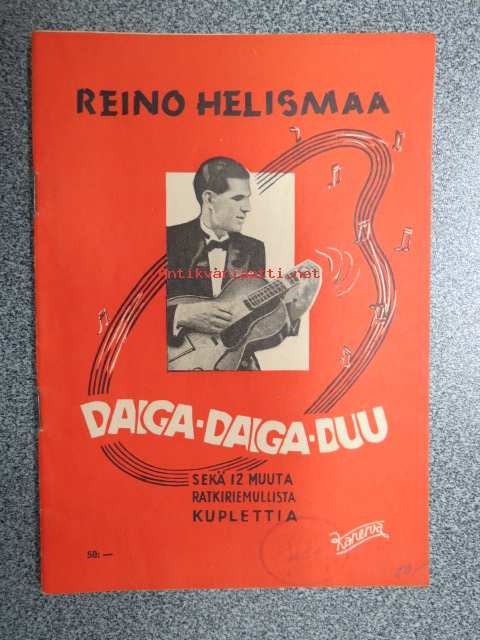 REINO HELISMAA
Antikvariaatti.net
DAIGA-DAIGA-DUU
SEKÄ 12 MUUTA
RATKIRIEMULLISTA
KUPLETTIA
Kanerva
50:—